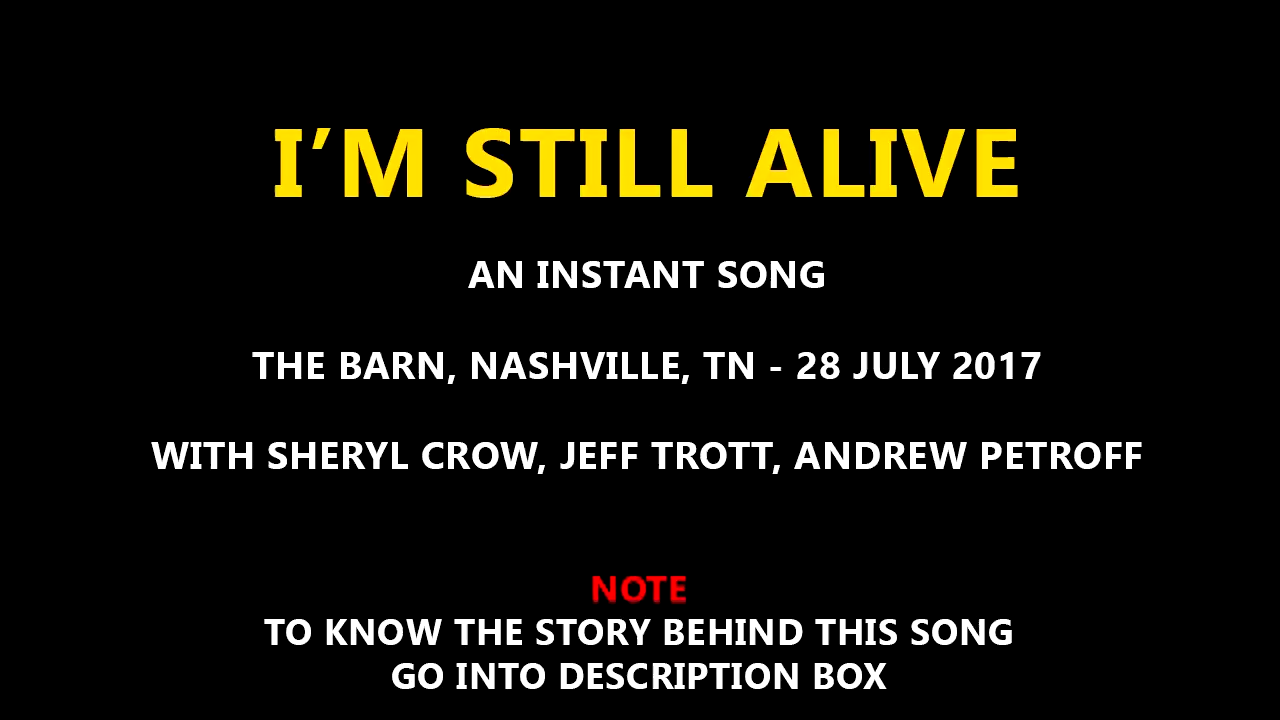 I’M STILL ALIVE
AN INSTANT SONG
THE BARN, NASHVILLE, TN - 28 JULY 2017
WITH SHERYL CROW, JEFF TROTT, ANDREW PETROFF
NOTE
TO KNOW THE STORY BEHIND THIS SONG
GO INTO DESCRIPTION BOX